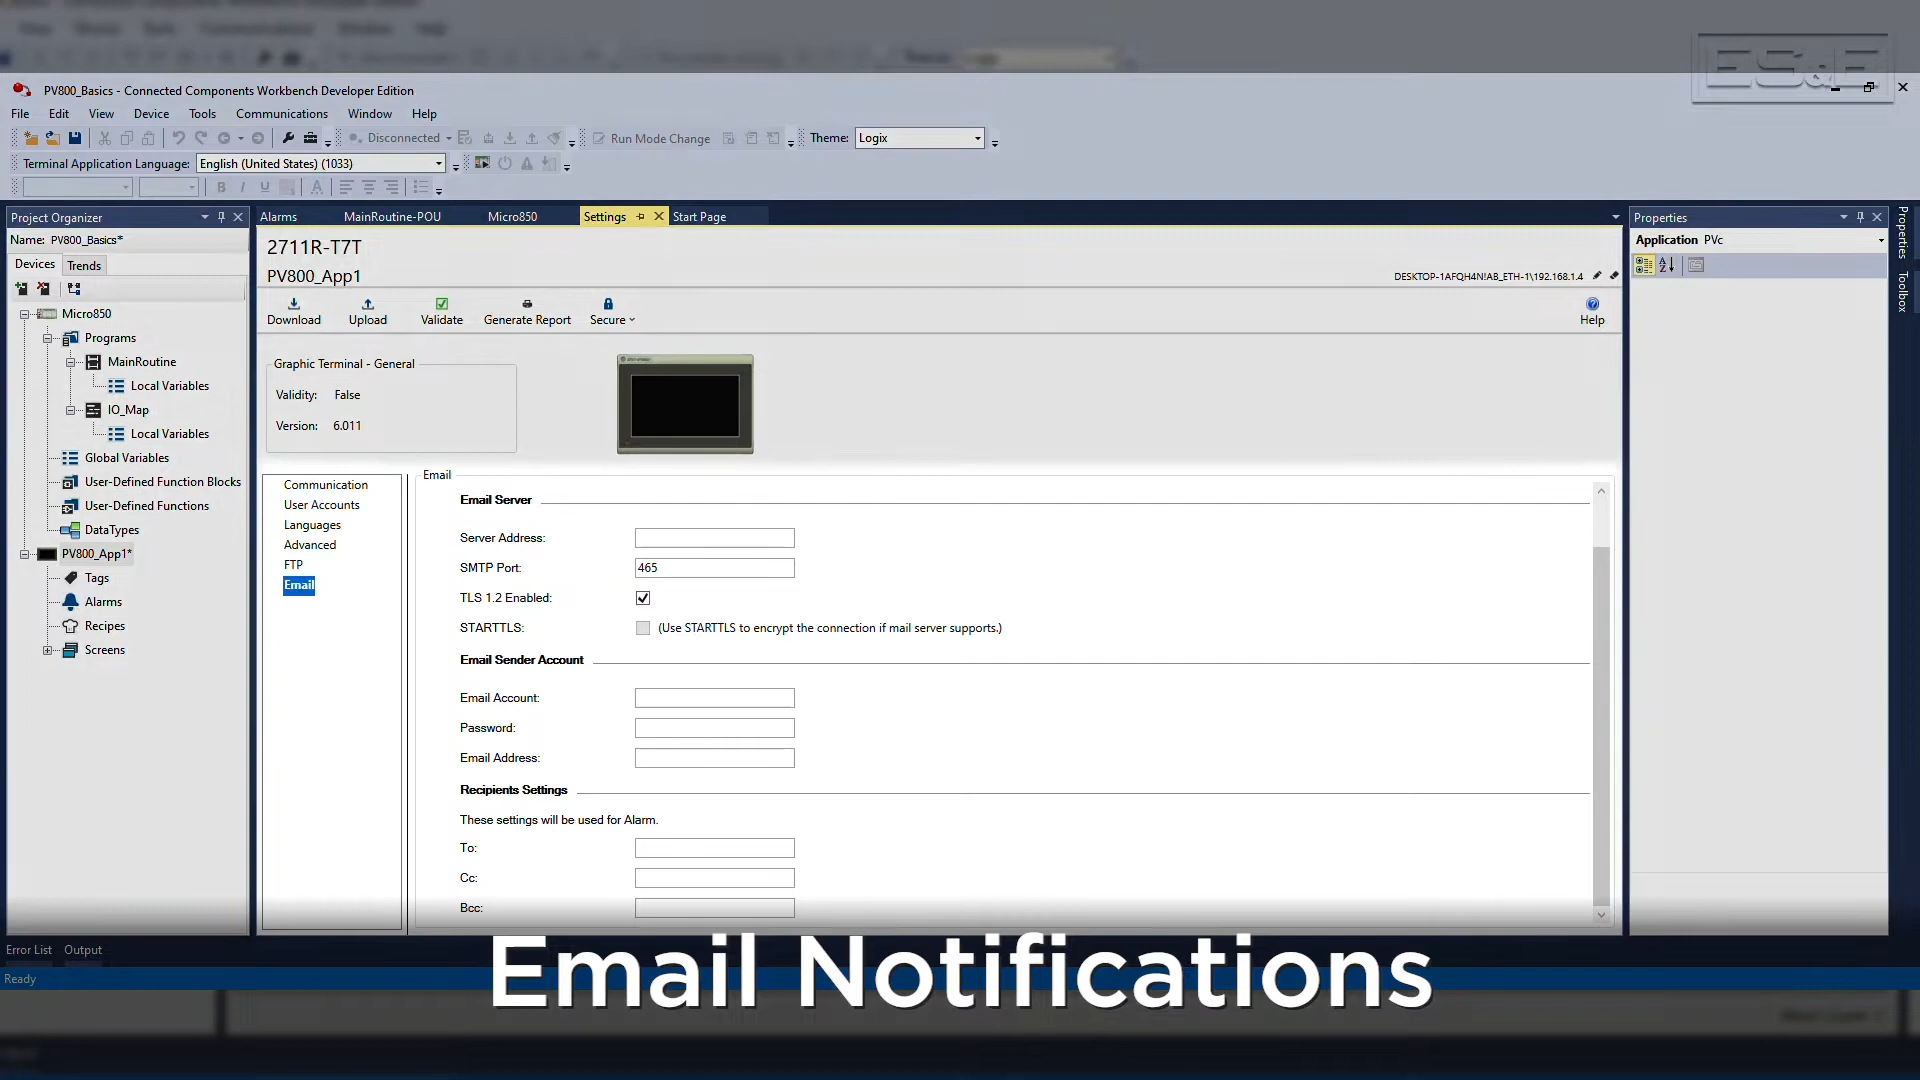 ES&E
PV800_Basics - Connected Components Workbench Developer Edition
File Edit View Device Tools Communications Window Help
Disconnected Run Mode Change Theme: Logix
Terminal Application Language: English (United States) (1033)
B I U A
Project Organizer
Name: PV800_Basics*
Devices Trends
Micro850
Programs
MainRoutine
Local Variables
IO_Map
Local Variables
Global Variables
User-Defined Function Blocks
User-Defined Functions
DataTypes
PV800_App1*
Tags
Alarms
Recipes
Screens
Alarms MainRoutine-POU Micro850 Settings Start Page
2711R-T7T
PV800_App1
DESKTOP-1AFQH4N!AB_ETH-1\192.168.1.4
Download Upload Validate Generate Report Secure Help
Graphic Terminal - General
Validity: False
Version: 6.011
Communication
User Accounts
Languages
Advanced
FTP
Email
Email
Email Server
Server Address:
SMTP Port: 465
TLS 1.2 Enabled:
STARTTLS: (Use STARTTLS to encrypt the connection if mail server supports.)
Email Sender Account
Email Account:
Password:
Email Address:
Recipients Settings
These settings will be used for Alarm.
To:
Cc:
Bcc:
Properties
Application PVc
Properties
Toolbox
Error List Output
Ready
Email Notifications